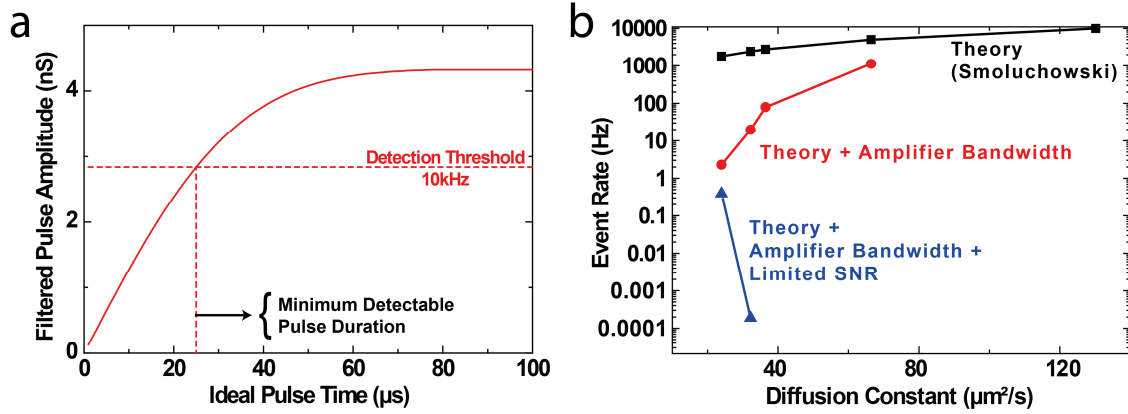 a
Filtered Pulse Amplitude (nS)
4
2
0
Detection Threshold
10kHz
{ Minimum Detectable
Pulse Duration
0 20 40 60 80 100
Ideal Pulse Time (µs)
b
Event Rate (Hz)
10000
1000
100
10
1
0.1
0.01
0.001
0.0001
Theory
(Smoluchowski)
Theory + Amplifier Bandwidth
Theory +
Amplifier Bandwidth +
Limited SNR
40 80 120
Diffusion Constant (µm²/s)